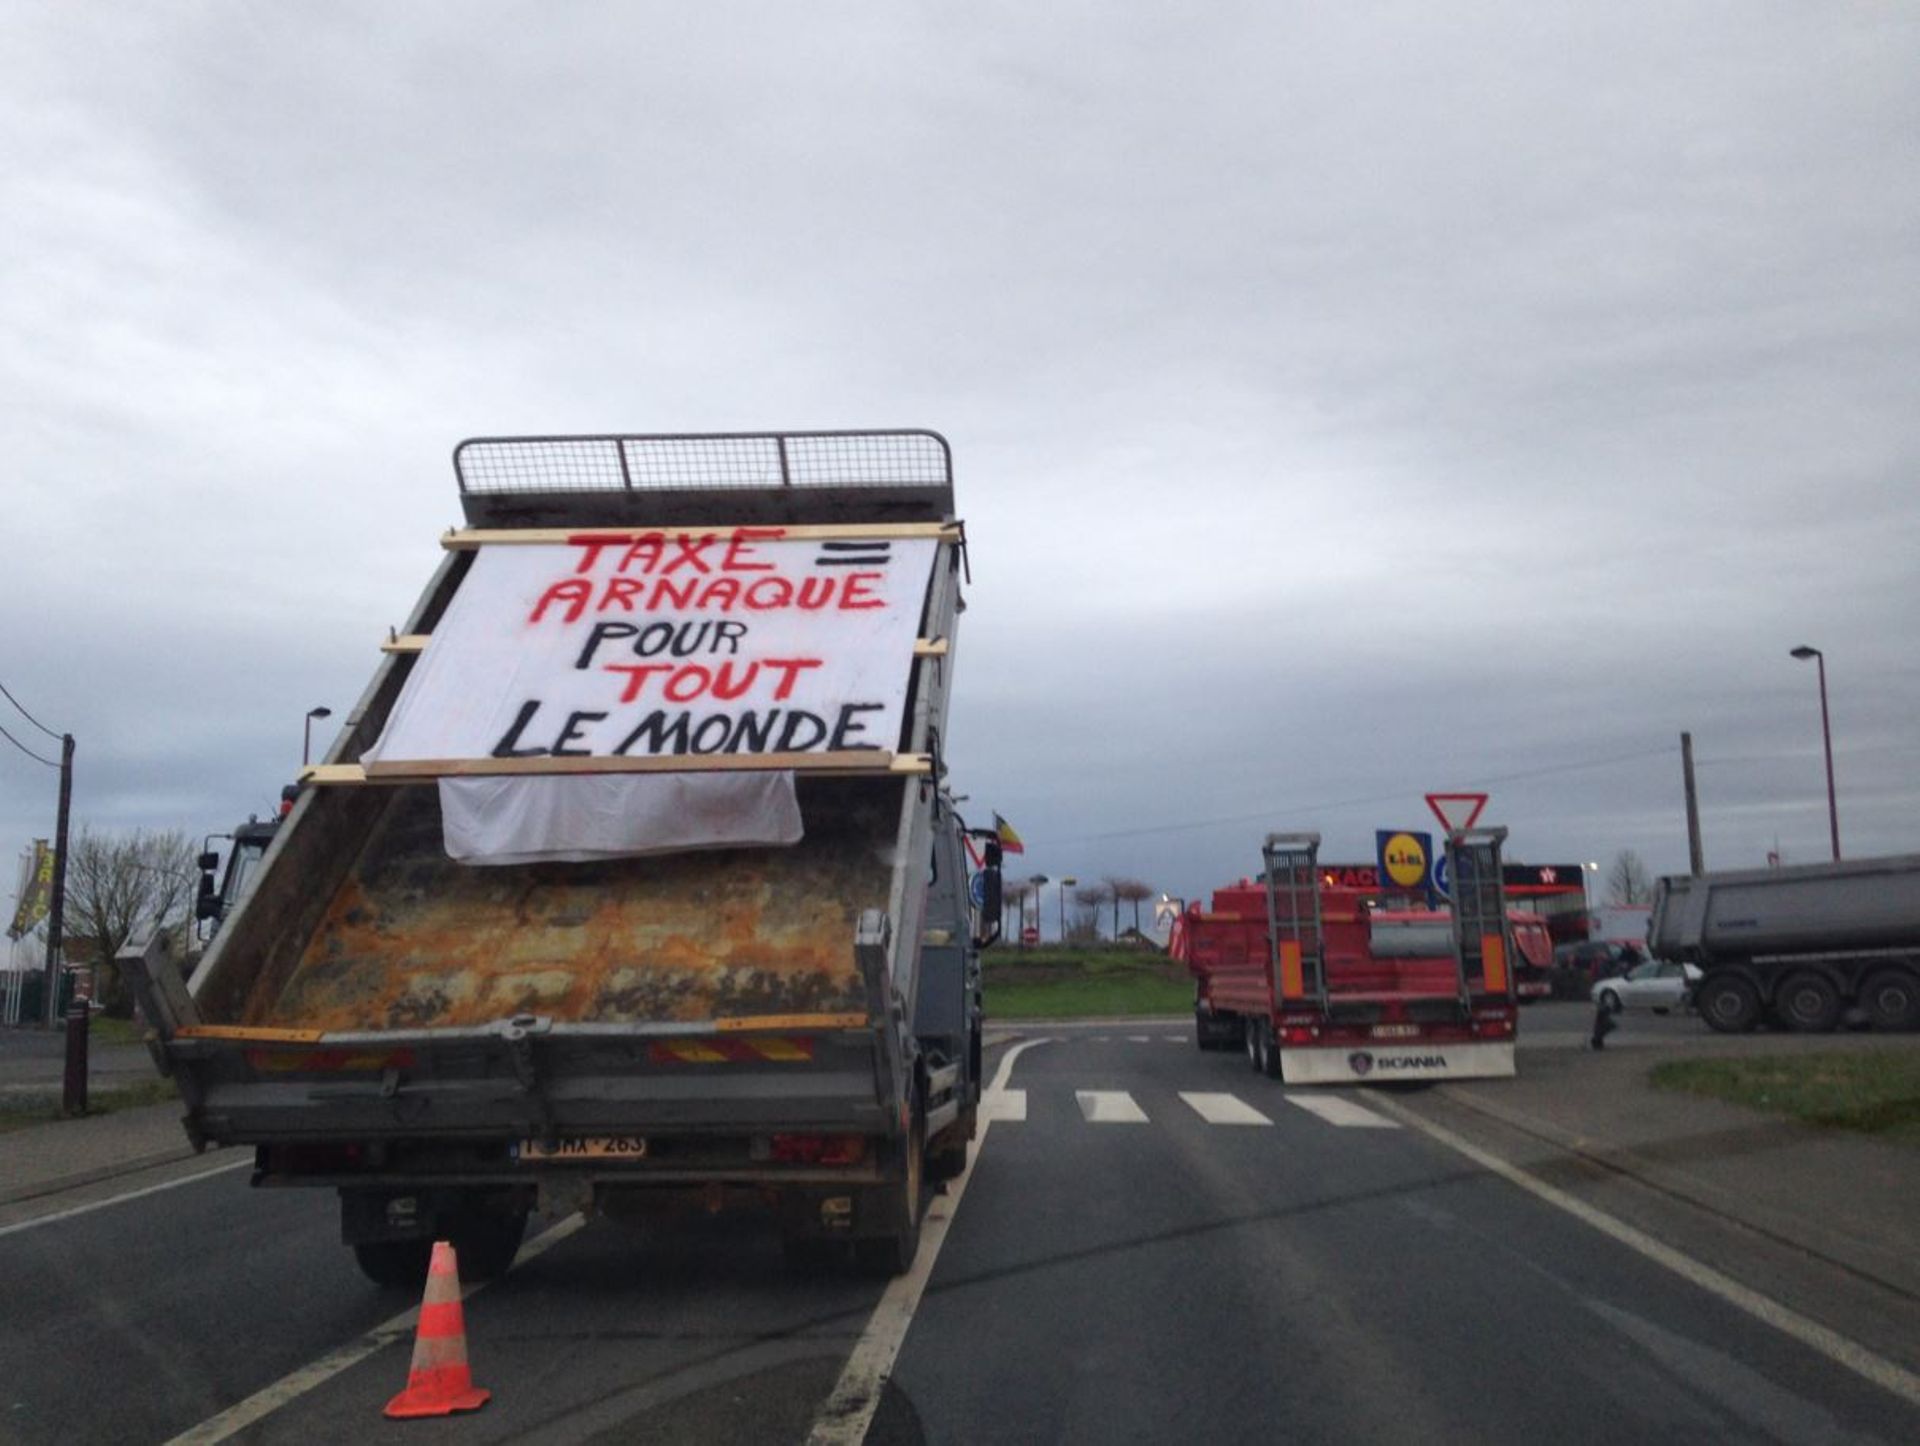 TAXE =
ARNAQUE
POUR
TOUT
LE MONDE
LIDL
SCANIA